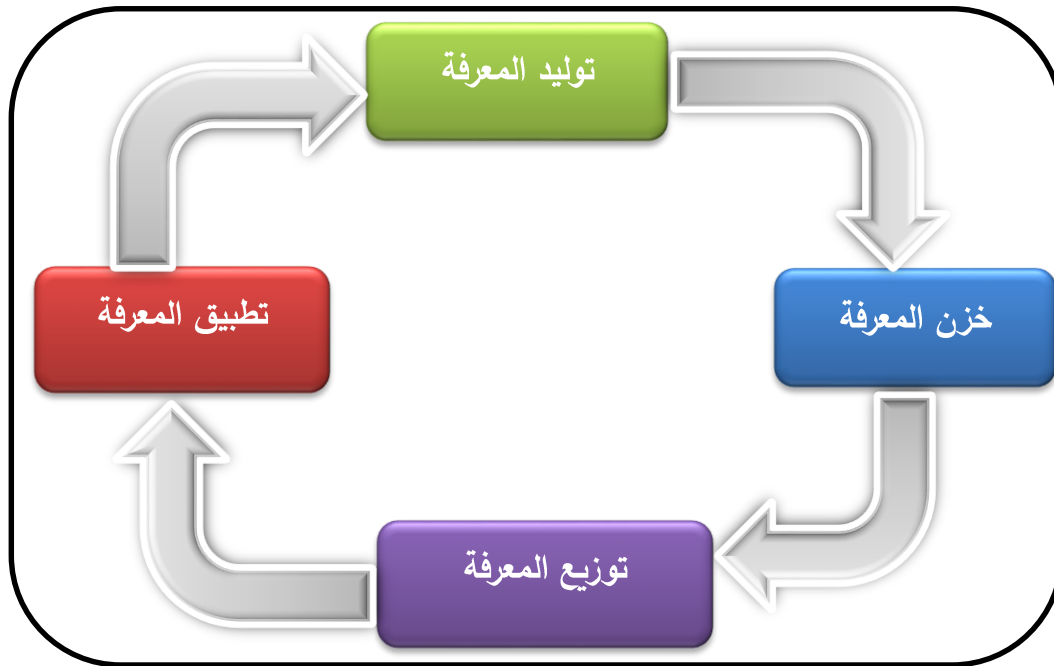 توليد المعرفة
خزن المعرفة
توزيع المعرفة
تطبيق المعرفة